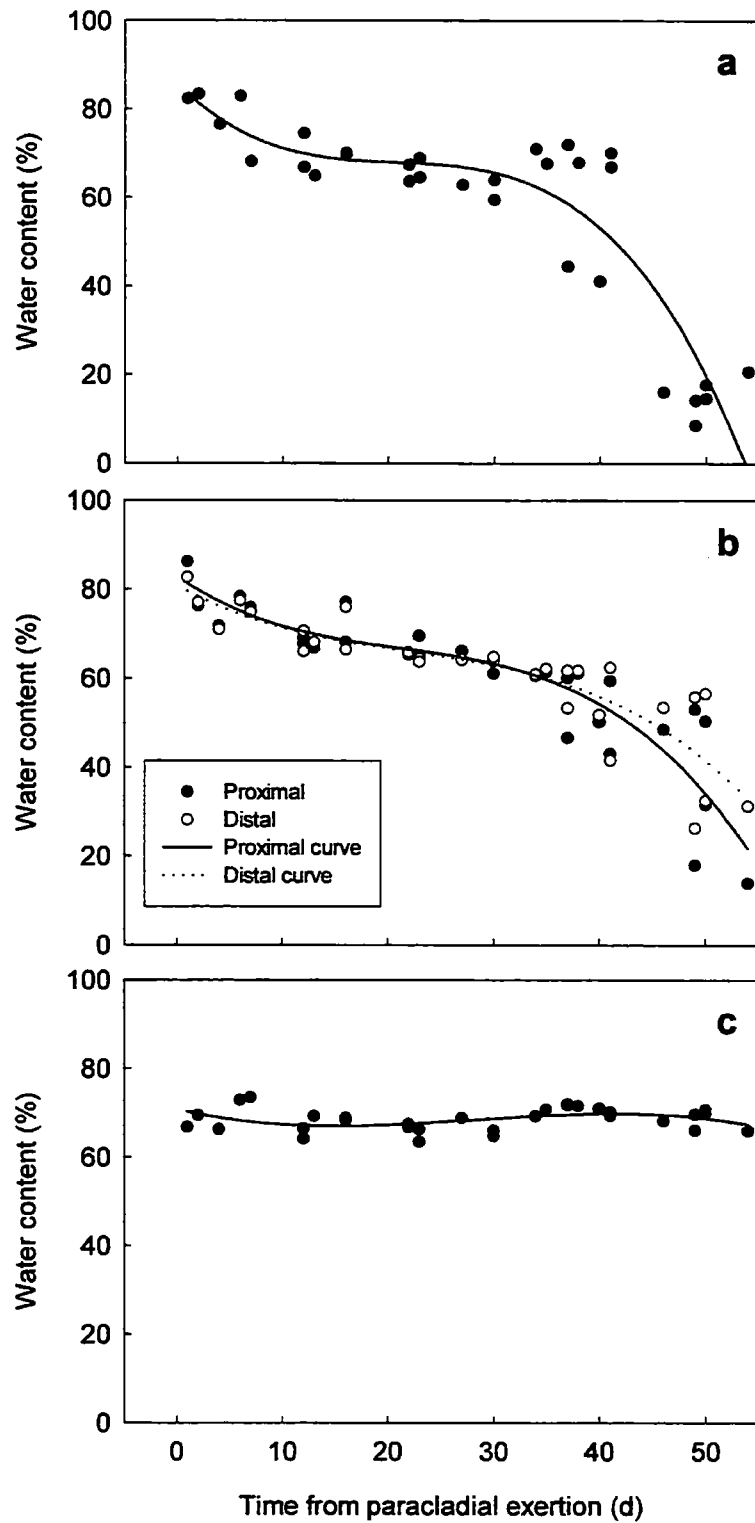 100
80
60
40
20
0
Water content (%)
a
100
80
60
40
20
0
Water content (%)
b
Proximal
Distal
Proximal curve
Distal curve
100
80
60
40
20
0
Water content (%)
c
0 10 20 30 40 50
Time from paracladial exertion (d)